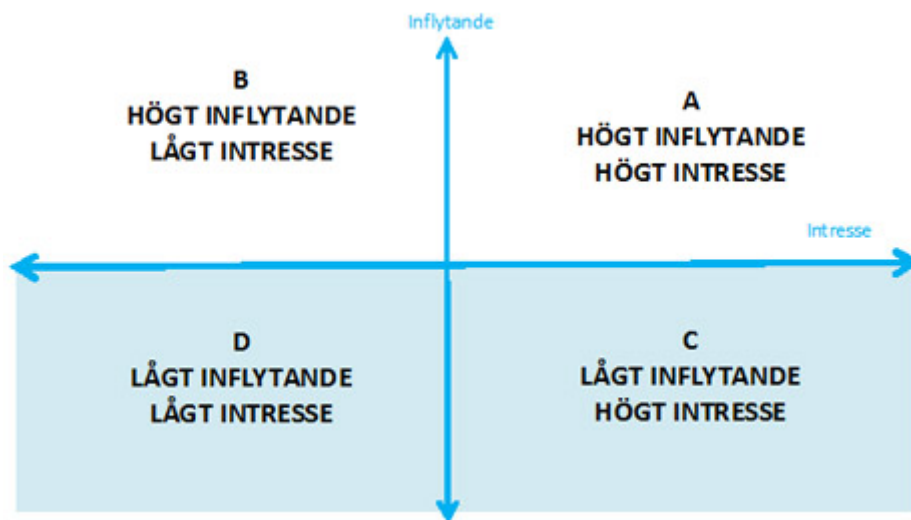 Inflytande
B
HÖGT INFLYTANDE
LÅGT INTRESSE
A
HÖGT INFLYTANDE
HÖGT INTRESSE
Intresse
D
LÅGT INFLYTANDE
LÅGT INTRESSE
C
LÅGT INFLYTANDE
HÖGT INTRESSE